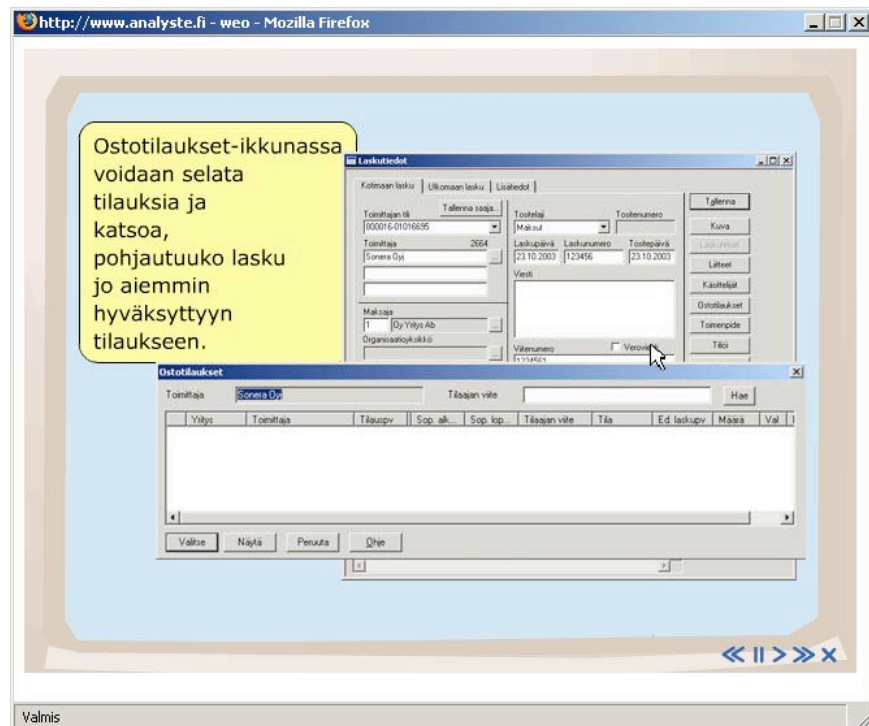 http://www.analyste.fi - weo - Mozilla Firefox
Ostotilaukset-ikkunassa
voidaan selata
tilauksia ja
katsoa,
pohjautuuko lasku
jo aiemmin
hyväksyttyyn
tilaukseen.
Laskutiedot
Kotimaan lasku Ulkomaan lasku Lisätiedot
Toimittajan tili Tallenna saaja...
800016-01016695
Toimittaja 2664
Sonera Oyj
Maksaja
1 Oy Yritys Ab
Organisaatioyksikkö
Tositelaji Tositenumero
Maksut
Laskupäivä Laskunumero Tositepäivä
23.10.2003 123456 23.10.2003
Viesti
Viitenumero
1234561
Tallenna
Kuva
Liitteet
Käsittelijät
Ostotilaukset
Toimenpide
Tiliöi
Ostotilaukset
Toimittaja Sonera Oyj Tilaajan viite Hae
Yritys Toimittaja Tilauspv Sop. alk... Sop. lop... Tilaajan viite Tila Ed. laskupv Määrä Val
Valitse Näytä Peruuta Ohje
Valmis